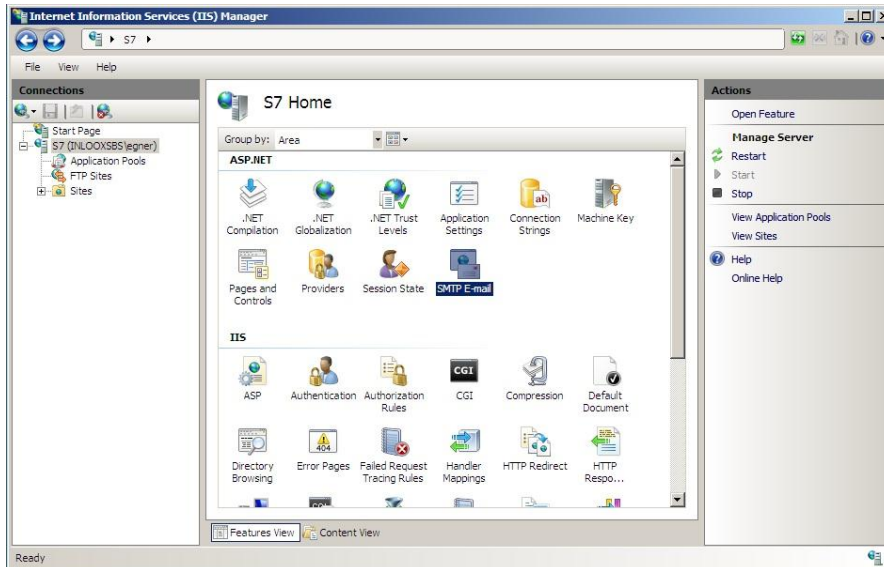 Internet Information Services (IIS) Manager
S7
File View Help
Connections
Start Page
S7 (INLOOXSBS\egner)
Application Pools
FTP Sites
Sites
S7 Home
Group by: Area
ASP.NET
.NET Compilation
.NET Globalization
.NET Trust Levels
Application Settings
Connection Strings
Machine Key
Pages and Controls
Providers
Session State
SMTP E-mail
IIS
ASP
Authentication
Authorization Rules
CGI
CGI
Compression
Default Document
Directory Browsing
404
Error Pages
Failed Request Tracing Rules
Handler Mappings
HTTP Redirect
HTTP Respo...
Features View
Content View
Actions
Open Feature
Manage Server
Restart
Start
Stop
View Application Pools
View Sites
Help
Online Help
Ready